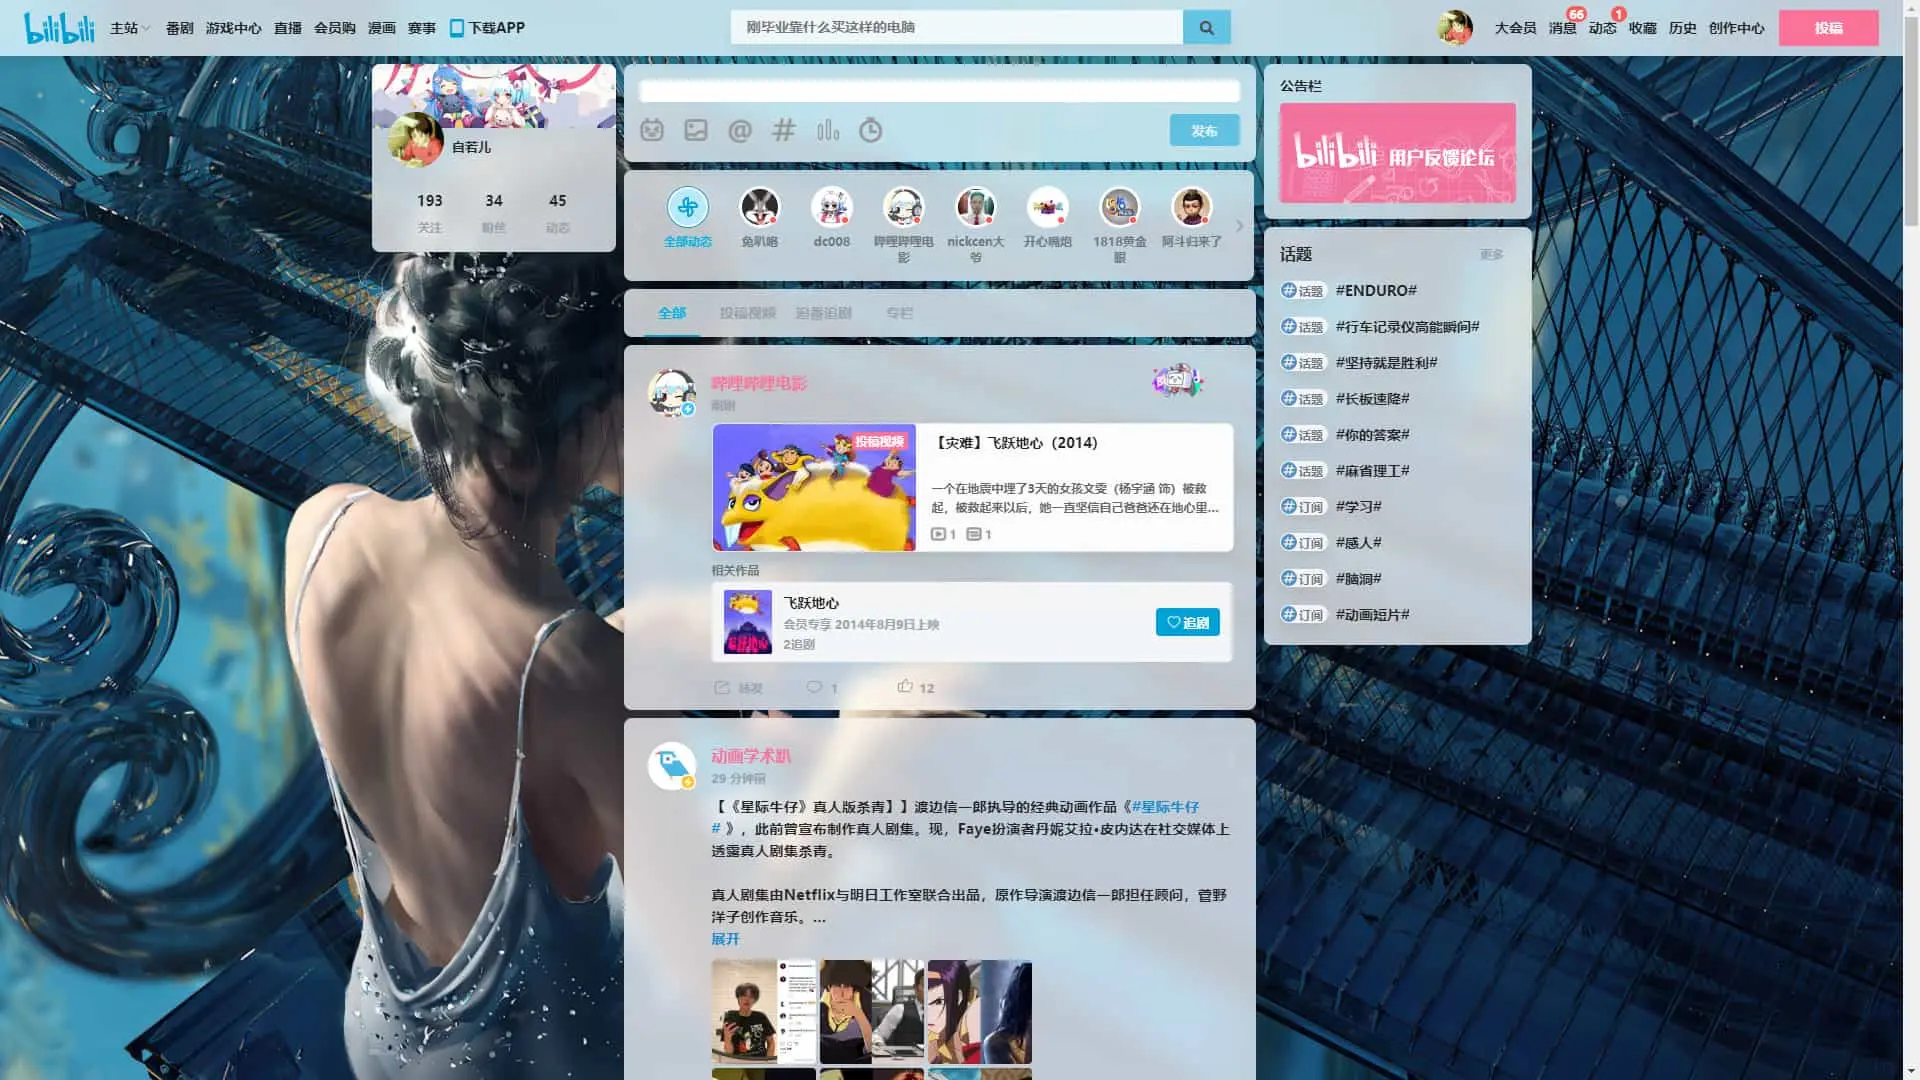 bilibili 主站 番剧 游戏中心 直播 会员购 漫画 赛事 下载APP
刚毕业靠什么买这样的电脑
大会员 消息 66 动态 1 收藏 历史 创作中心 投稿
自若儿
193 34 45
关注 粉丝 动态
发布
全部动态 兔叭咯 dc008 哔哩哔哩电影 nickcen大爷 开心嘴炮 1818黄金眼 阿斗归来了
全部 投稿视频 追番追剧 专栏
哔哩哔哩电影
刚刚
投稿视频
【灾难】飞跃地心（2014）
一个在地震中埋了3天的女孩文雯（杨宇涵 饰）被救
起，被救起来以后，她一直坚信自己爸爸还在地心里...
1 1
相关作品
飞跃地心
会员专享 2014年8月9日上映
2追剧
追剧
转发 1 12
动画学术趴
29 分钟前
【《星际牛仔》真人版杀青】】渡边信一郎执导的经典动画作品《#星际牛仔
# 》，此前曾宣布制作真人剧集。现，Faye扮演者丹妮艾拉·皮内达在社交媒体上
透露真人剧集杀青。
真人剧集由Netflix与明日工作室联合出品，原作导演渡边信一郎担任顾问，菅野
洋子创作音乐。...
展开
公告栏
bilibili 用户反馈论坛
话题 更多
话题 #ENDURO#
话题 #行车记录仪高能瞬间#
话题 #坚持就是胜利#
话题 #长板速降#
话题 #你的答案#
话题 #麻省理工#
订阅 #学习#
订阅 #感人#
订阅 #脑洞#
订阅 #动画短片#